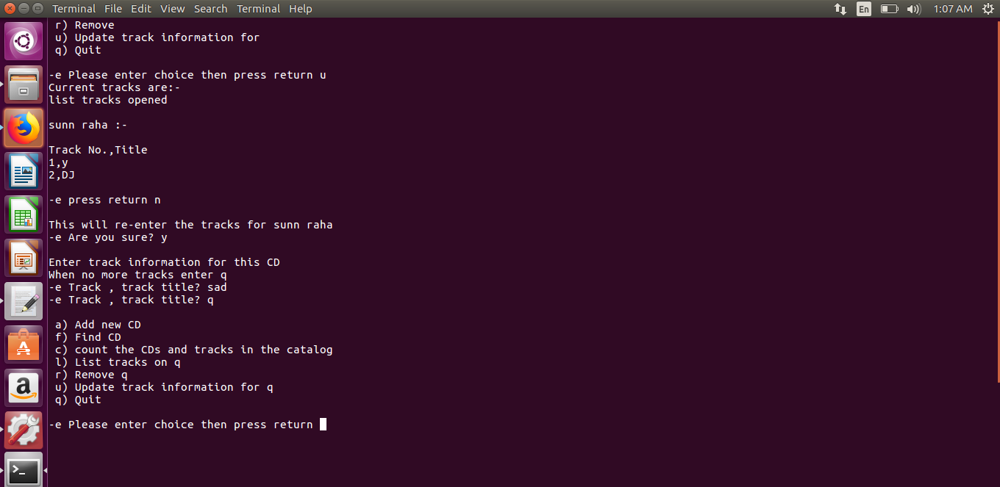 Terminal File Edit View Search Terminal Help En 1:07 AM
r) Remove
u) Update track information for
q) Quit
-e Please enter choice then press return u
Current tracks are:-
list tracks opened
sunn raha :-
Track No.,Title
1,y
2,DJ
-e press return n
This will re-enter the tracks for sunn raha
-e Are you sure? y
Enter track information for this CD
When no more tracks enter q
-e Track , track title? sad
-e Track , track title? q
a) Add new CD
f) Find CD
c) count the CDs and tracks in the catalog
l) List tracks on q
r) Remove q
u) Update track information for q
q) Quit
-e Please enter choice then press return